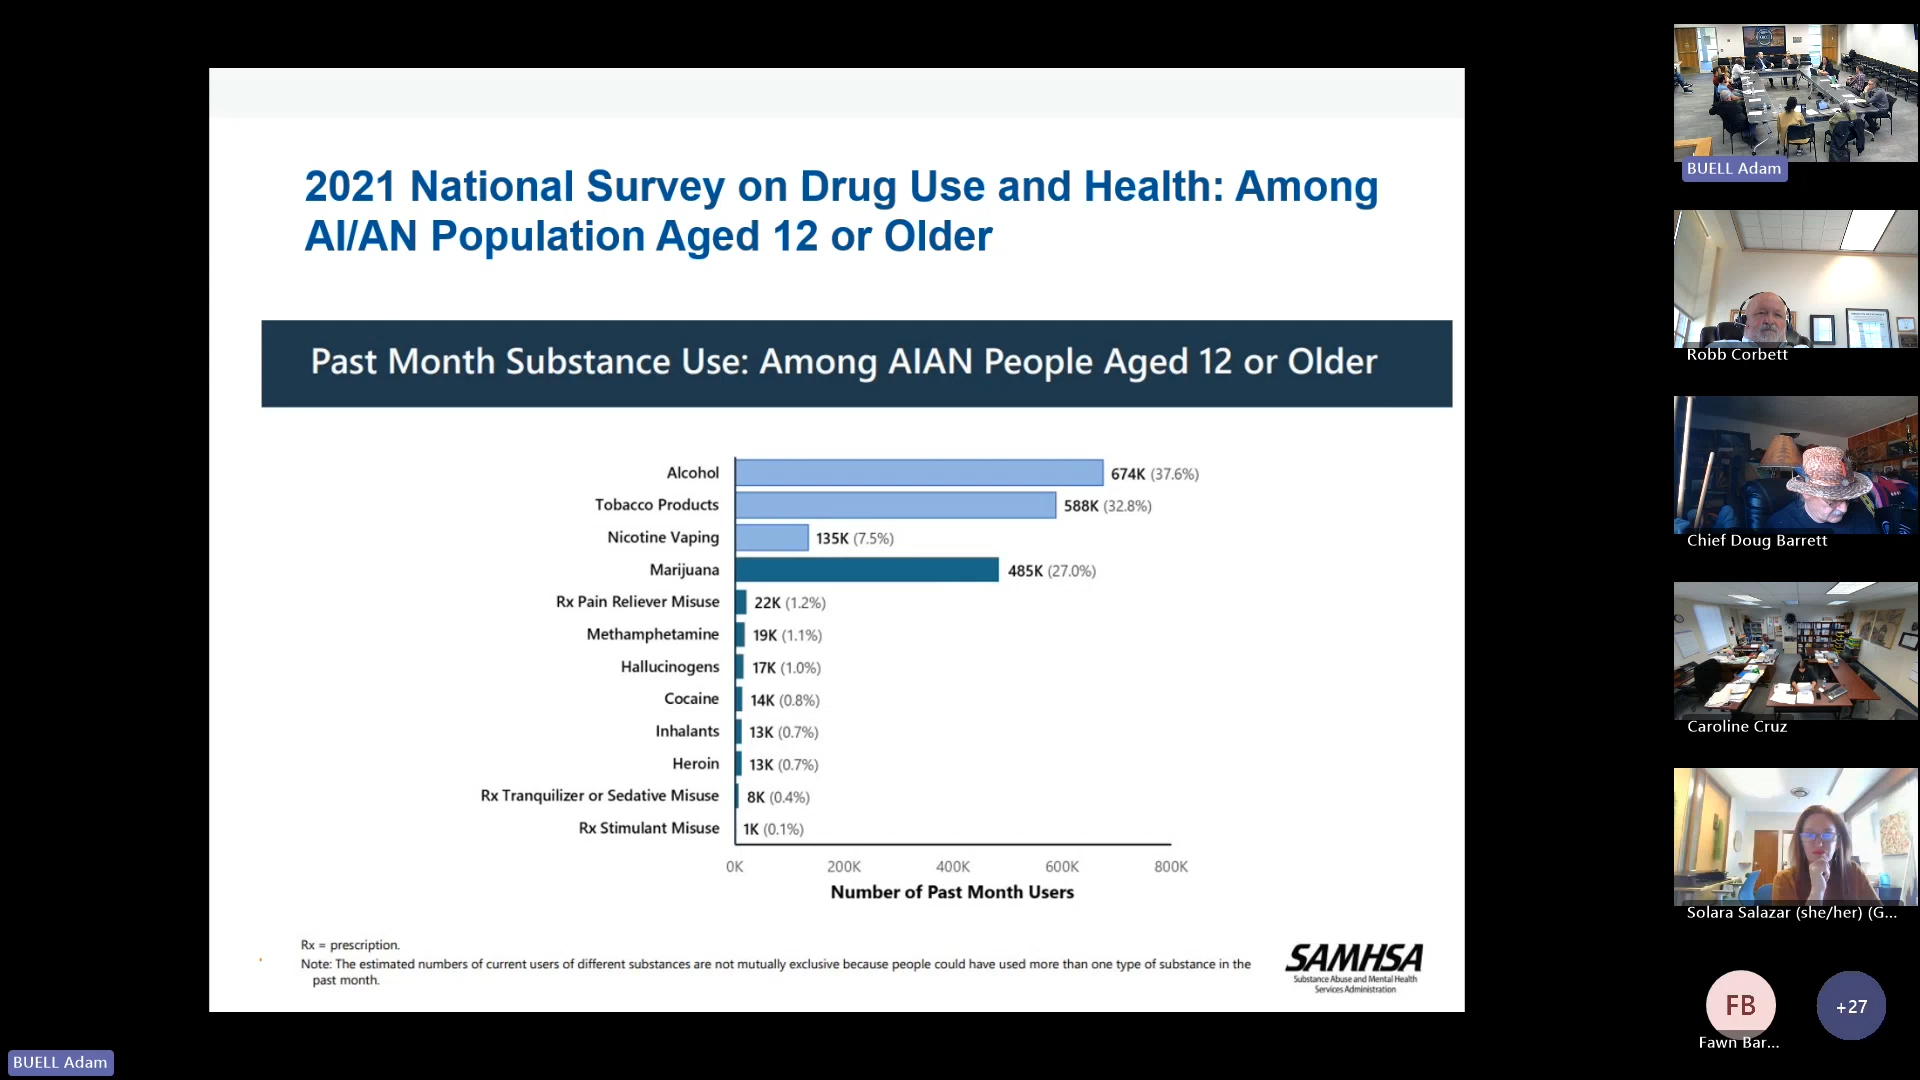 2021 National Survey on Drug Use and Health: Among
AI/AN Population Aged 12 or Older
Past Month Substance Use: Among AIAN People Aged 12 or Older
Alcohol 674K (37.6%)
Tobacco Products 588K (32.8%)
Nicotine Vaping 135K (7.5%)
Marijuana 485K (27.0%)
Rx Pain Reliever Misuse 22K (1.2%)
Methamphetamine 19K (1.1%)
Hallucinogens 17K (1.0%)
Cocaine 14K (0.8%)
Inhalants 13K (0.7%)
Heroin 13K (0.7%)
Rx Tranquilizer or Sedative Misuse 8K (0.4%)
Rx Stimulant Misuse 1K (0.1%)
0K 200K 400K 600K 800K
Number of Past Month Users
Rx = prescription.
Note: The estimated numbers of current users of different substances are not mutually exclusive because people could have used more than one type of substance in the
past month.
SAMHSA
Substance Abuse and Mental Health
Services Administration
BUELL Adam
BUELL Adam
Robb Corbett
Chief Doug Barrett
Caroline Cruz
Solara Salazar (she/her) (G...
FB
+27
Fawn Bar...